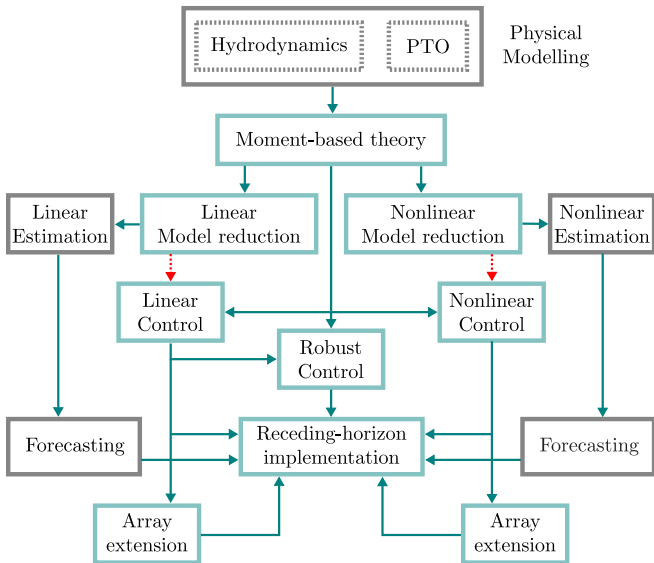 Hydrodynamics
PTO
Physical
Modelling
Moment-based theory
Linear
Estimation
Linear
Model reduction
Nonlinear
Model reduction
Nonlinear
Estimation
Linear
Control
Nonlinear
Control
Robust
Control
Forecasting
Receding-horizon
implementation
Forecasting
Array
extension
Array
extension